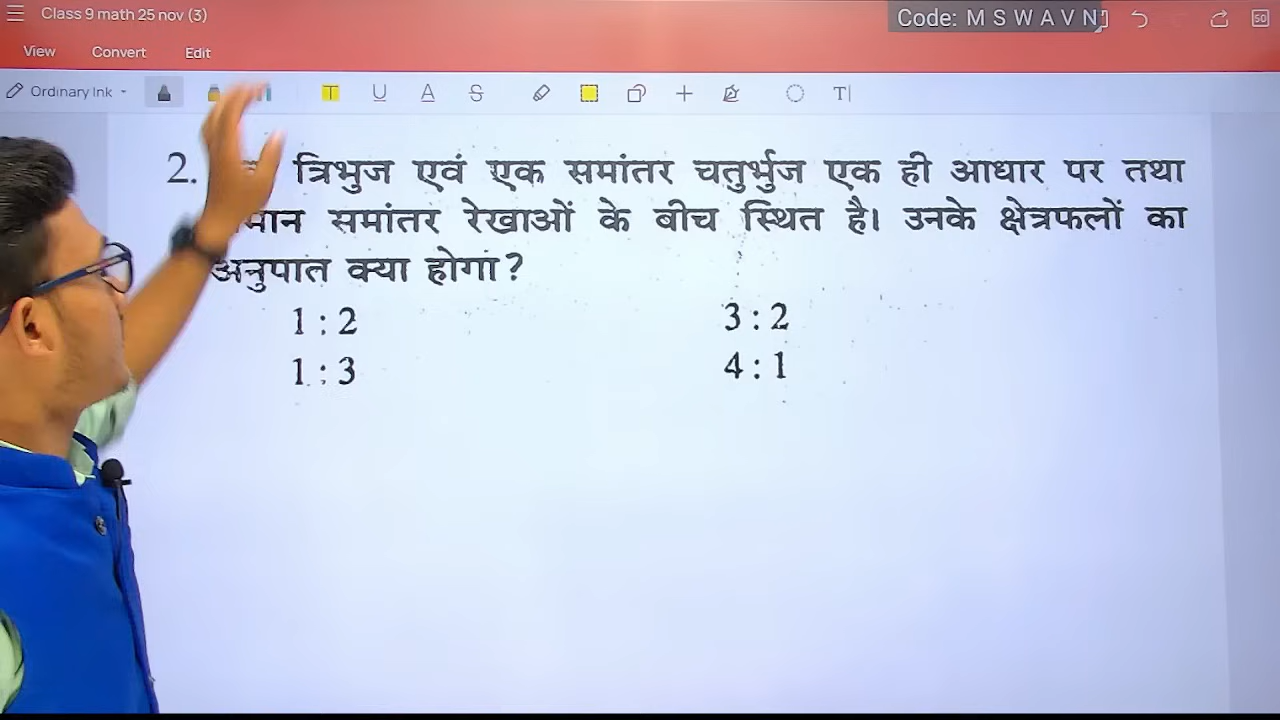 Class 9 math 25 nov (3)
Code: M S W A V N
50
View Convert Edit
Ordinary Ink T U A S T
2. त्रिभुज एवं एक समांतर चतुर्भुज एक ही आधार पर तथा
समांतर रेखाओं के बीच स्थित है। उनके क्षेत्रफलों का
अनुपात क्या होगा?
1 : 2 3 : 2
1 : 3 4 : 1